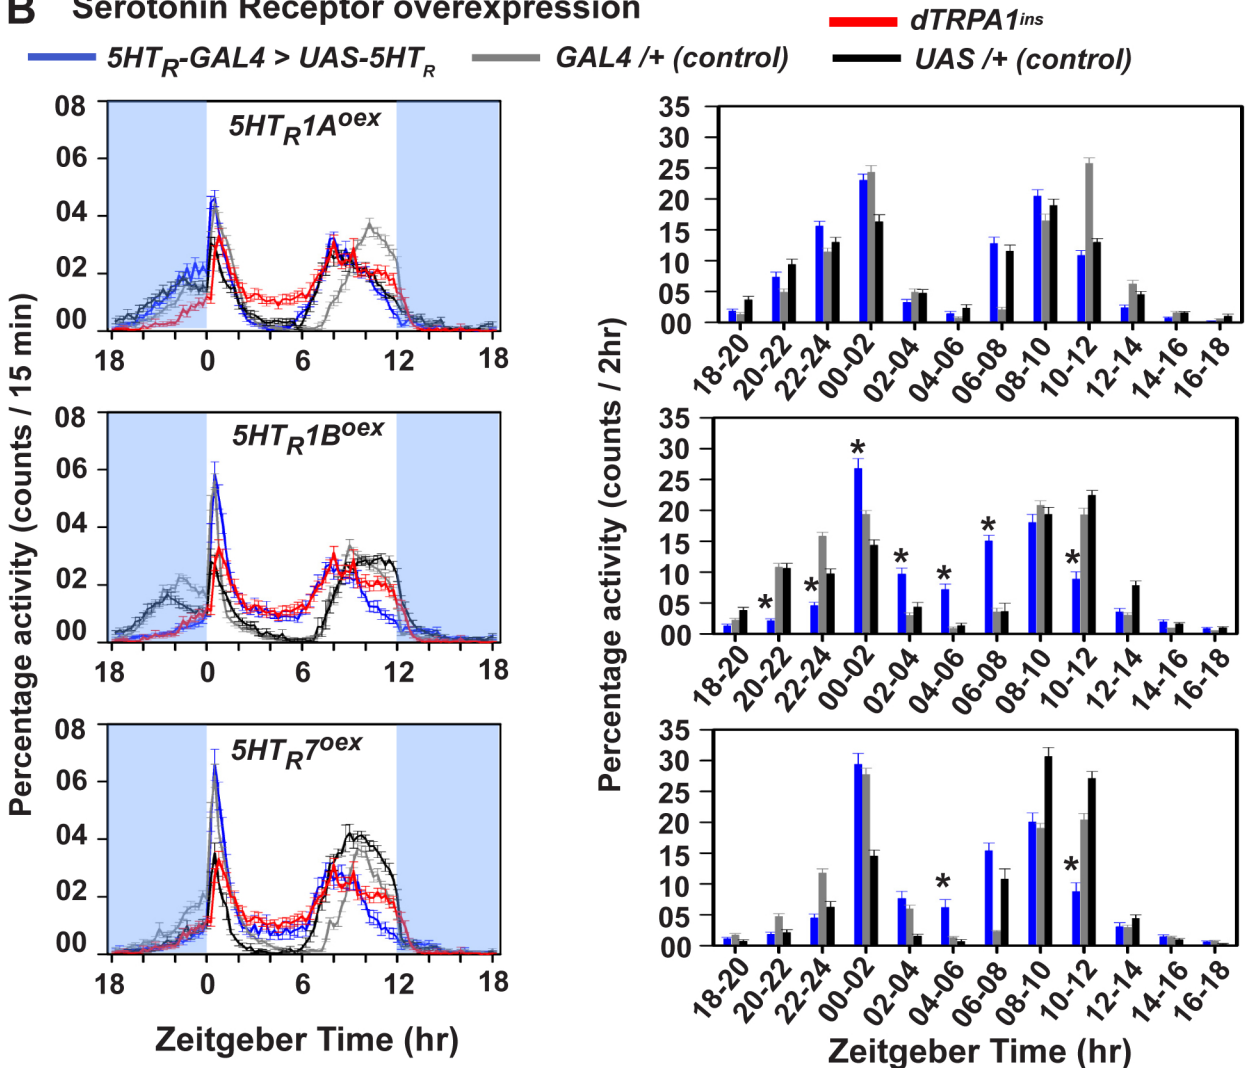 B Serotonin Receptor overexpression
dTRPA1ins
5HTR-GAL4 > UAS-5HTR GAL4 /+ (control) UAS /+ (control)
Percentage activity (counts / 15 min)
5HTR1Aoex
08
06
04
02
00
18 0 6 12 18
5HTR1Boex
08
06
04
02
00
18 0 6 12 18
5HTR7oex
08
06
04
02
00
18 0 6 12 18
Zeitgeber Time (hr)
Percentage activity (counts / 2hr)
35
30
25
20
15
10
05
00
18-20 20-22 22-24 00-02 02-04 04-06 06-08 08-10 10-12 12-14 14-16 16-18
35
30
25
20
15
10
05
00
* * * * * * *
18-20 20-22 22-24 00-02 02-04 04-06 06-08 08-10 10-12 12-14 14-16 16-18
35
30
25
20
15
10
05
00
* *
18-20 20-22 22-24 00-02 02-04 04-06 06-08 08-10 10-12 12-14 14-16 16-18
Zeitgeber Time (hr)